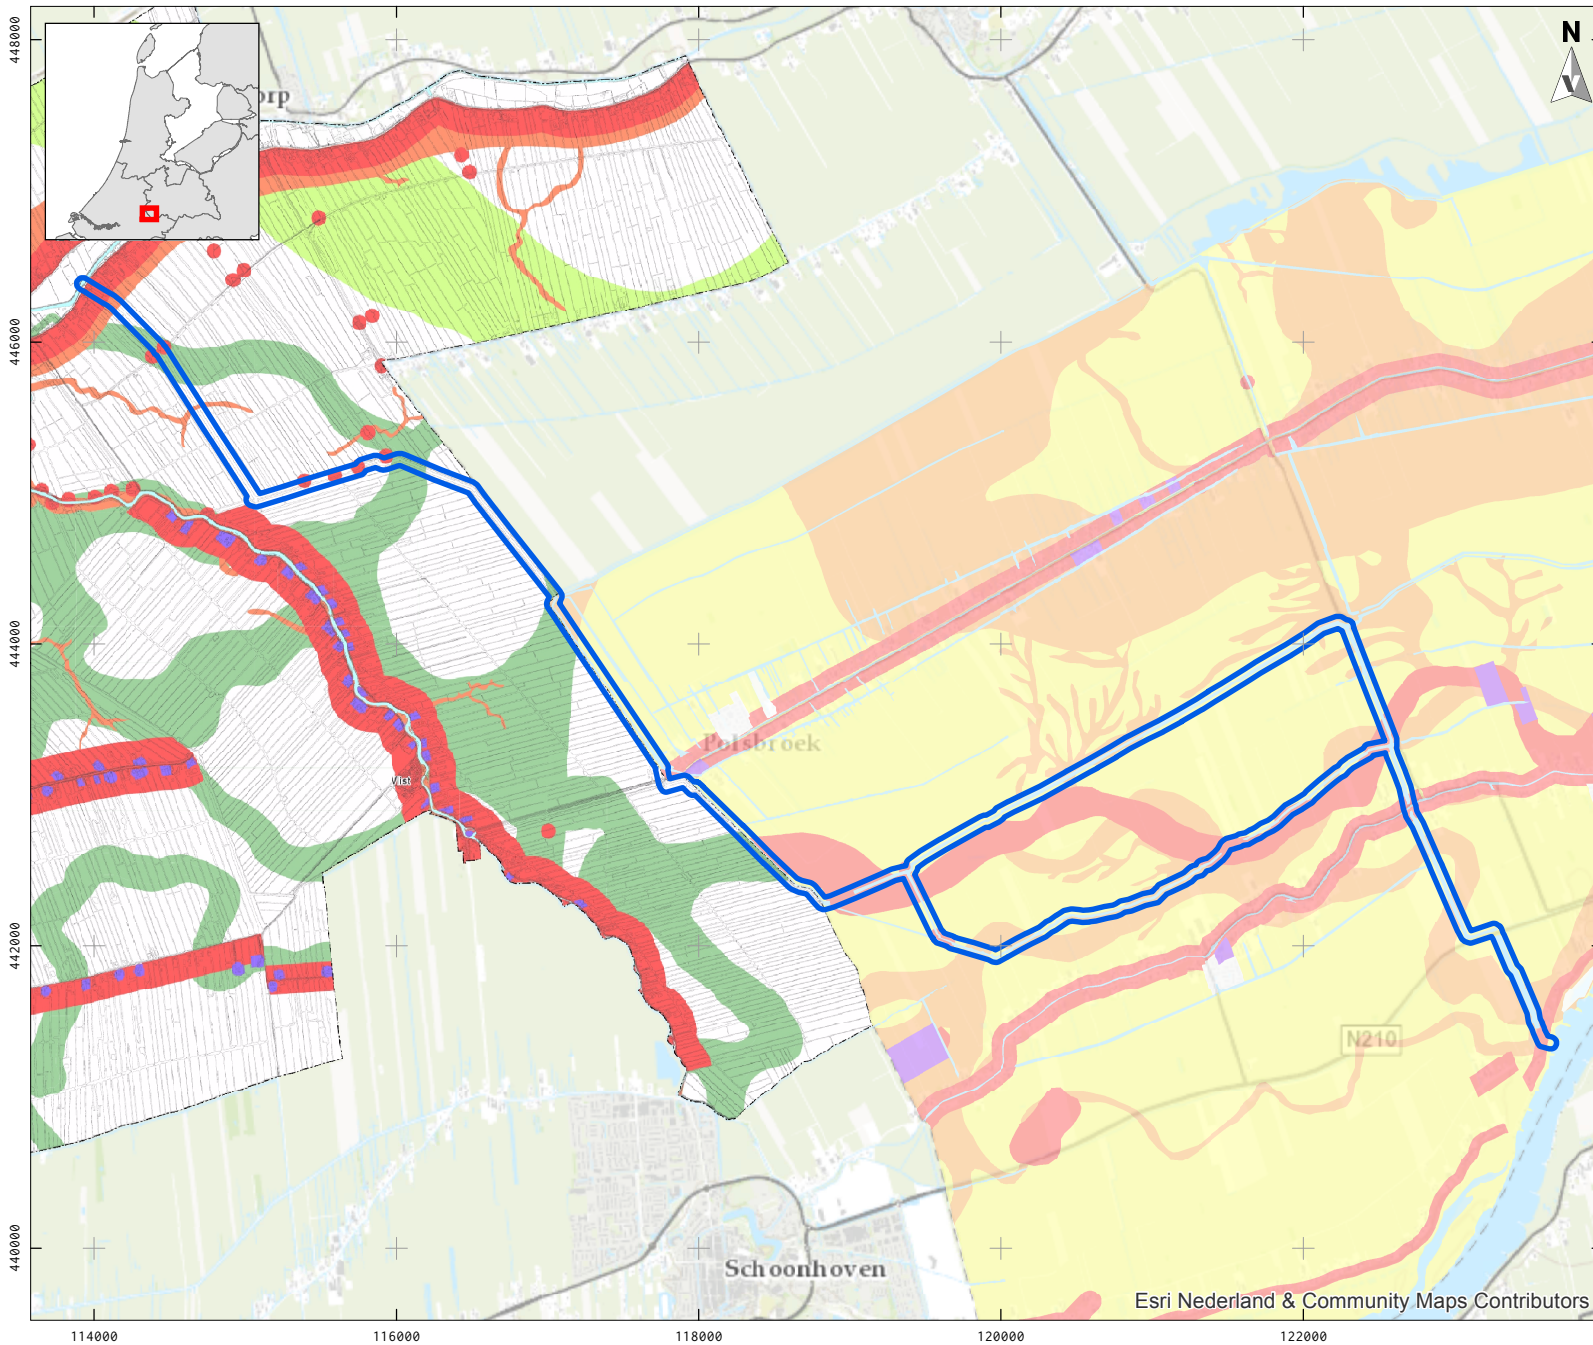 N
orp
448000
446000
444000
442000
440000
Polsbroek
Vlist
N210
Schoonhoven
Esri Nederland & Community Maps Contributors
114000 116000 118000 120000 122000